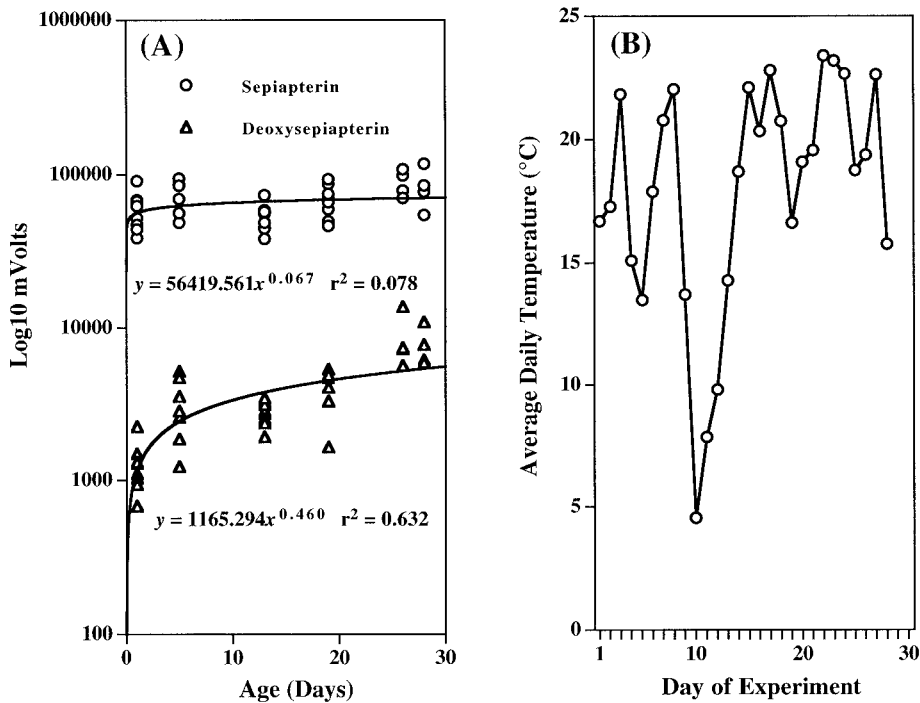 (A)
Sepiapterin
Deoxysepiapterin
1000000
100000
10000
1000
100
Log10 mVolts
y = 56419.561x^0.067 r² = 0.078
y = 1165.294x^0.460 r² = 0.632
0 10 20 30
Age (Days)
(B)
25
20
15
10
5
0
Average Daily Temperature (°C)
1 10 20 30
Day of Experiment